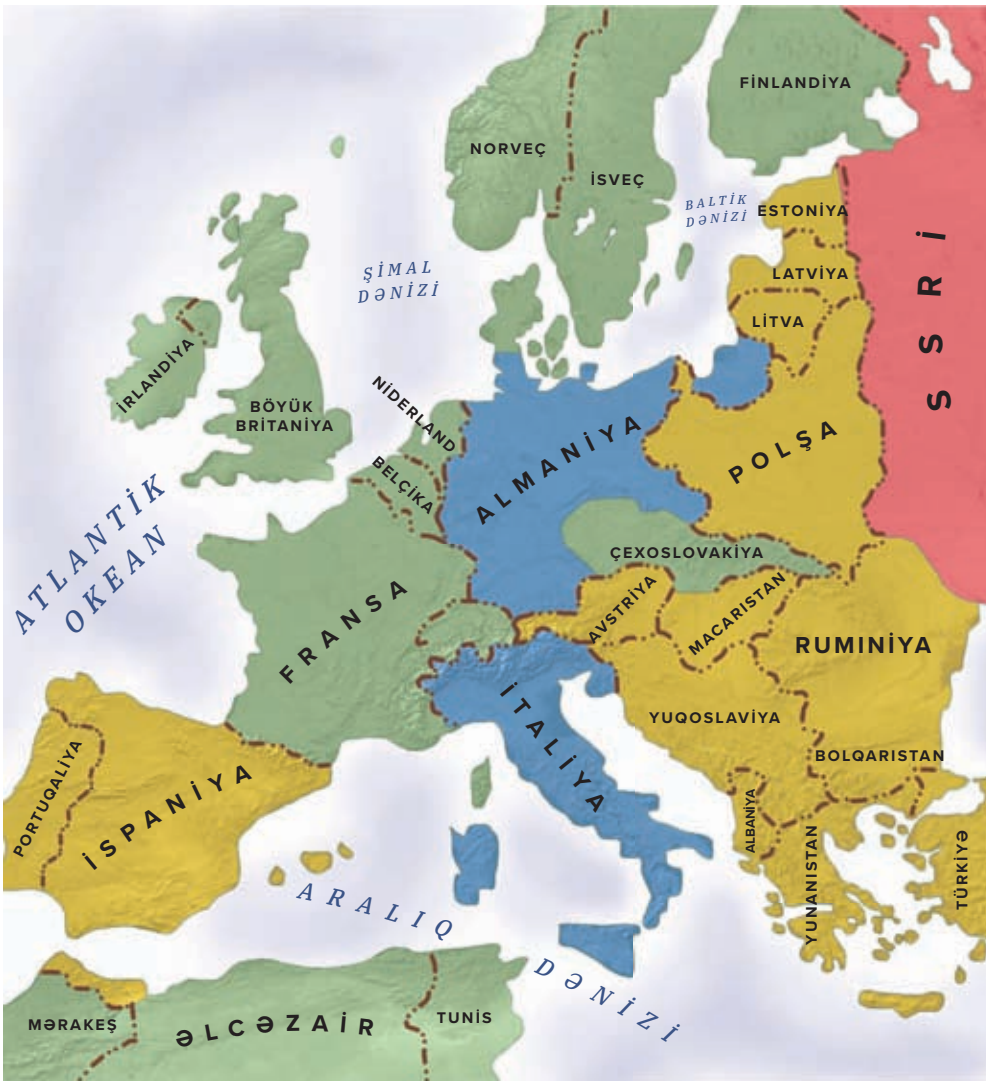 FİNLANDİYA
NORVEÇ
İSVEÇ
BALTİK
DƏNİZİ
ESTONİYA
ŞİMAL
DƏNİZİ
LATVİYA
LİTVA
SSRİ
İRLANDİYA
BÖYÜK
BRİTANİYA
NİDERLAND
BELÇİKA
ALMANİYA
POLŞA
ATLANTİK
OKEAN
ÇEXOSLOVAKİYA
FRANSA
AVSTRİYA
MACARISTAN
RUMINİYA
İTALİYA
YUQOSLAVİYA
BOLQARISTAN
PORTUQALİYA
İSPANİYA
ALBANİYA
YUNANISTAN
TÜRKİYƏ
ARALIQ
DƏNİZİ
MƏRAKEŞ
ƏLCƏZAİR
TUNİS